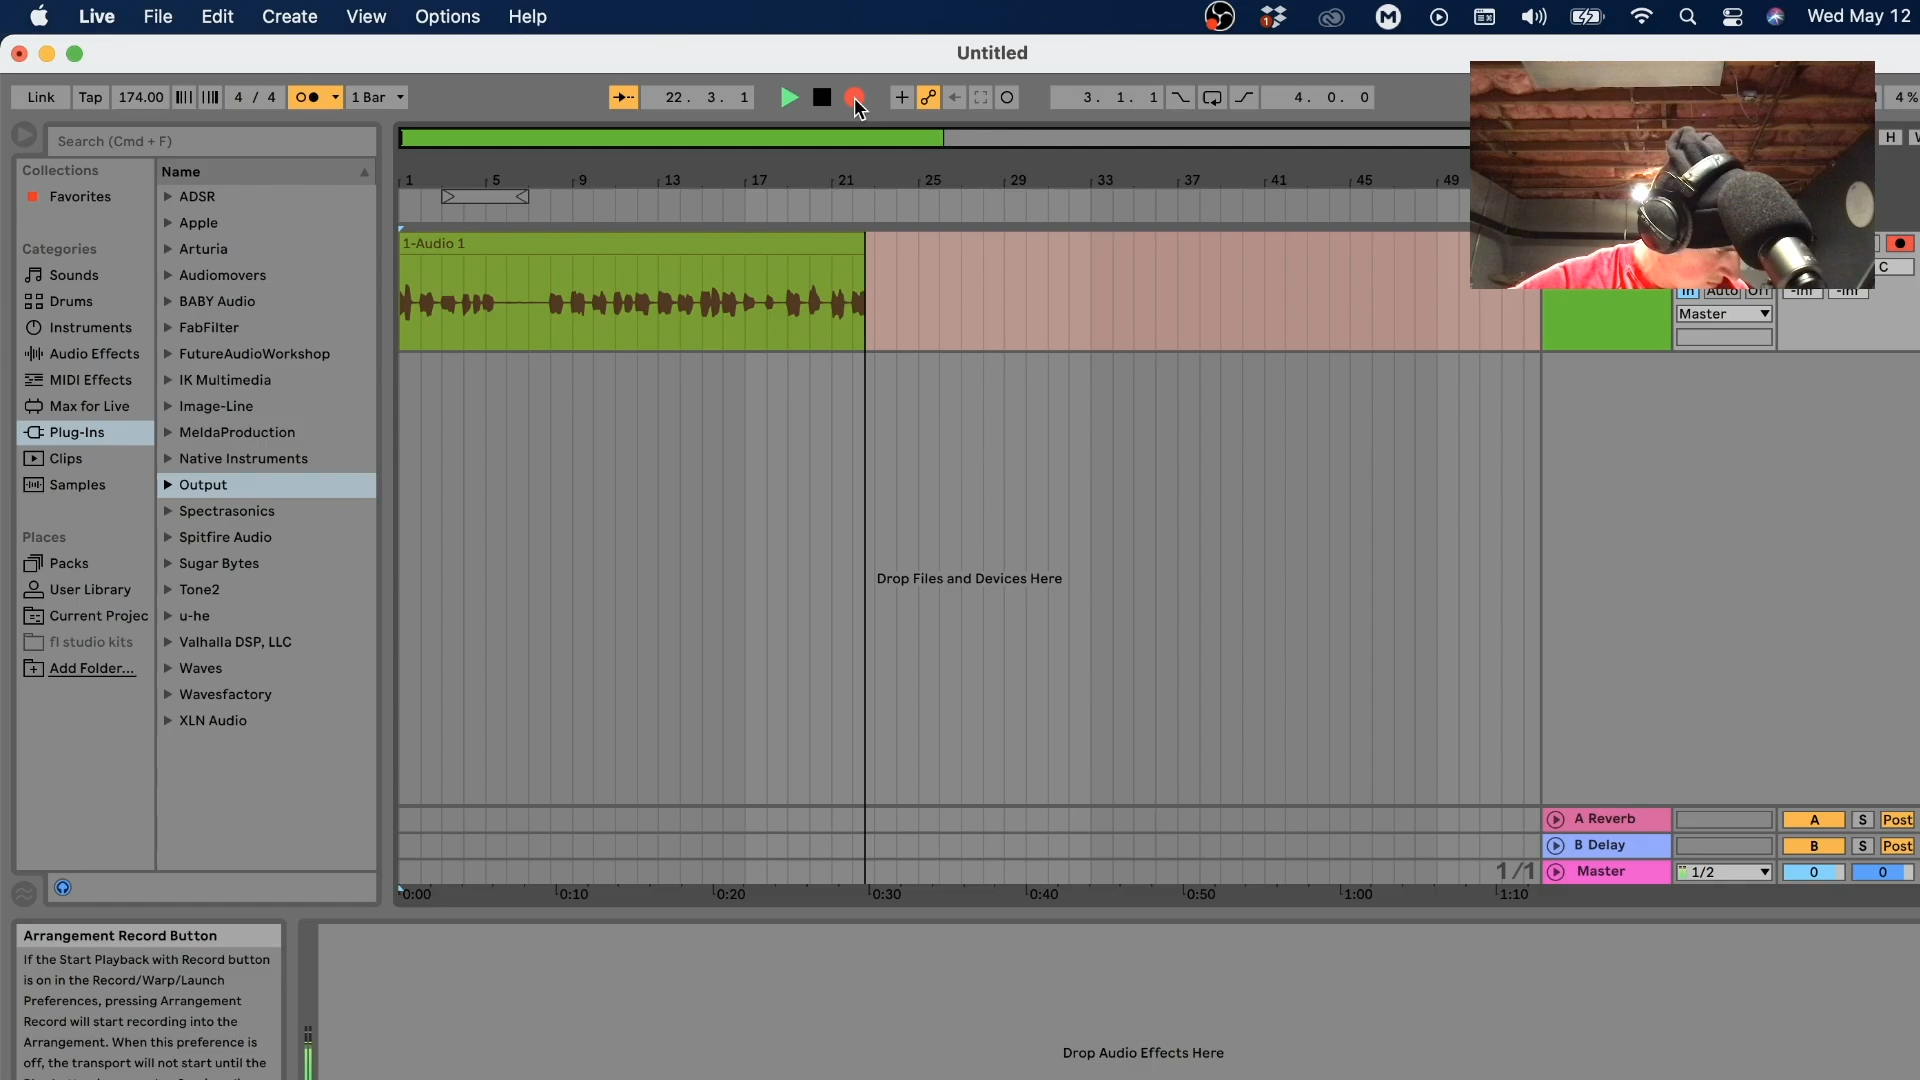 Live File Edit Create View Options Help Wed May 12
Untitled
Link Tap 174.00 4 / 4 1 Bar 22. 3. 1 3. 1. 1 4. 0. 0 4 %
Search (Cmd + F)
H
Collections
Favorites
Categories
Sounds
Drums
Instruments
Audio Effects
MIDI Effects
Max for Live
Plug-Ins
Clips
Samples
Places
Packs
User Library
Current Projec
fl studio kits
Add Folder...
Name
ADSR
Apple
Arturia
Audiomovers
BABY Audio
FabFilter
FutureAudioWorkshop
IK Multimedia
Image-Line
MeldaProduction
Native Instruments
Output
Spectrasonics
Spitfire Audio
Sugar Bytes
Tone2
u-he
Valhalla DSP, LLC
Waves
Wavesfactory
XLN Audio
1 5 9 13 17 21 25 29 33 37 41 45 49
1-Audio 1
C
In Auto Off -inf -inf
Master
Drop Files and Devices Here
A Reverb A S Post
B Delay B S Post
1/1 Master 1/2 0 0
0:00 0:10 0:20 0:30 0:40 0:50 1:00 1:10
Arrangement Record Button
If the Start Playback with Record button
is on in the Record/Warp/Launch
Preferences, pressing Arrangement
Record will start recording into the
Arrangement. When this preference is
off, the transport will not start until the
Drop Audio Effects Here